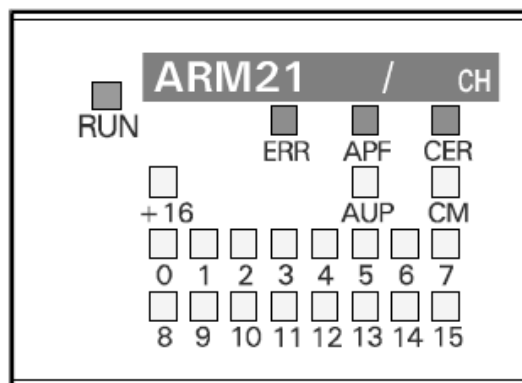 ARM21 / CH
RUN
ERR APF CER
+16 AUP CM
0 1 2 3 4 5 6 7
8 9 10 11 12 13 14 15